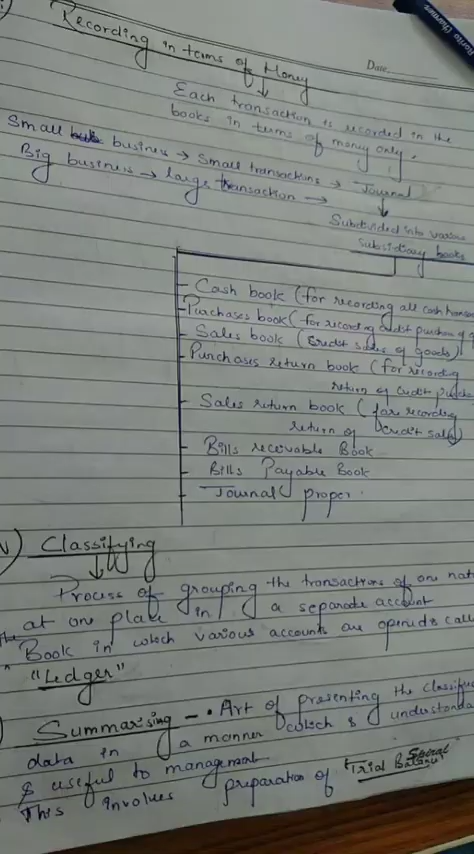 Rorito Charmer
Date
Recording in terms of Money
Each transaction is recorded in the
books in terms of money only.
Small business → Small transactions → Journal
Big business → large transaction →
Subdivided into various
subsidiary books
Cash book (for recording all cash
Purchases book (for recording credit purchase of
Sales book (Credit sales of goods)
Purchases return book (for recording
return of credit
Sales return book (for recording
return of credit sales)
Bills receivable Book
Bills Payable Book
Journal proper
Classifying
Process of grouping the transactions of one
at one place in a separate account
The Book in which various accounts are opened
"Ledger"
Summarising - • Art of presenting the
data in a manner which is
& useful to management
This involves preparation of "Trial
Spiral